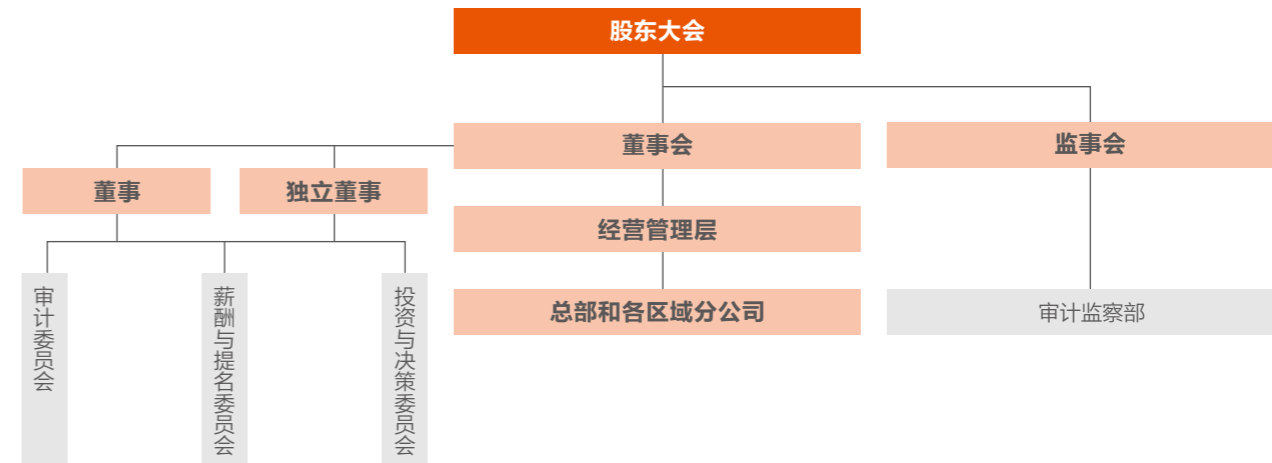 股东大会
董事会
监事会
董事
独立董事
经营管理层
总部和各区域分公司
审计监察部
审计委员会
薪酬与提名委员会
投资与决策委员会